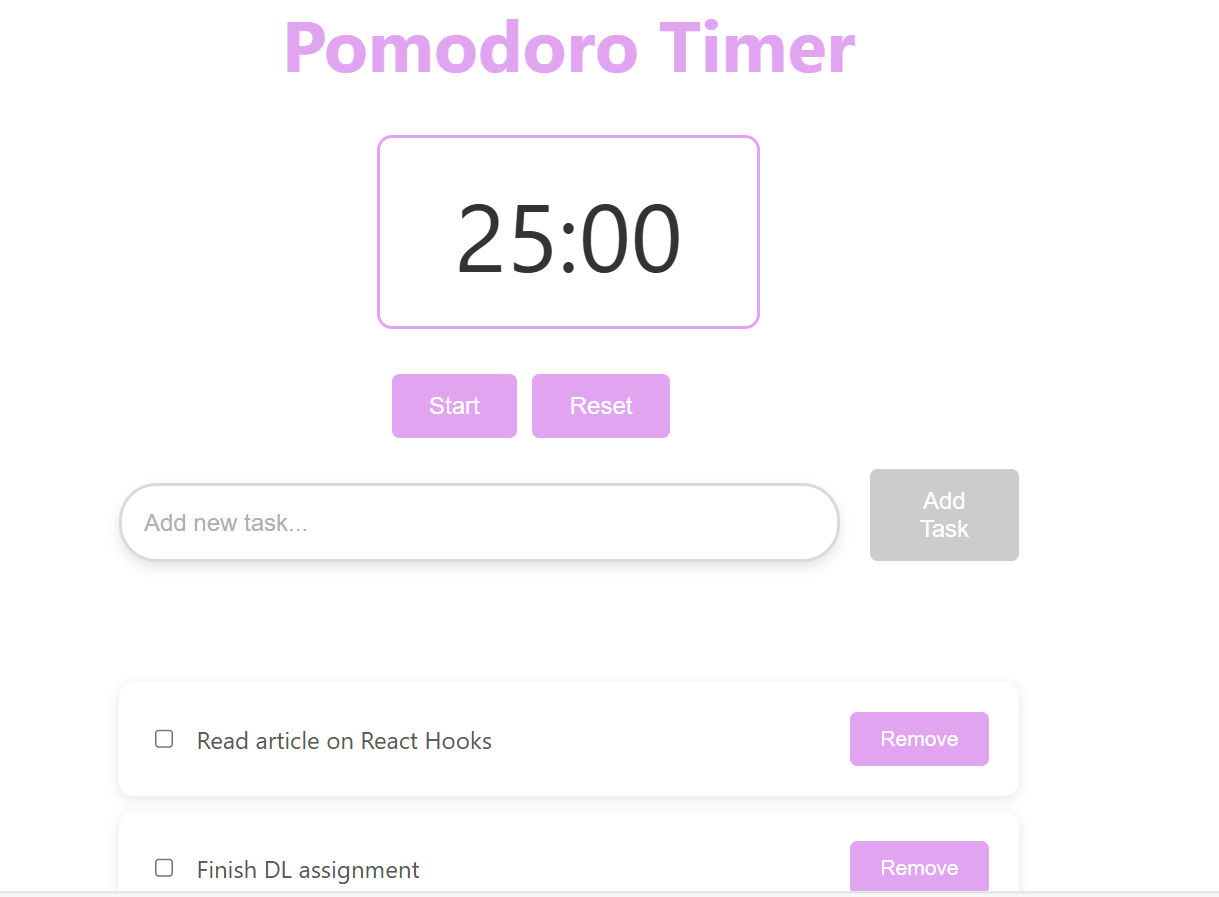 Pomodoro Timer
25:00
Start Reset
Add new task...
Add
Task
Read article on React Hooks Remove
Finish DL assignment Remove